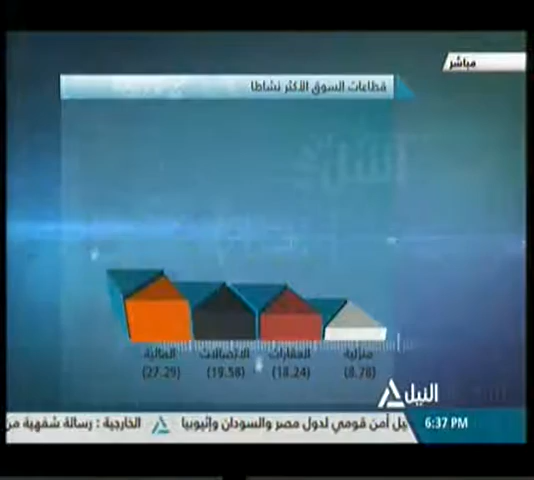 مباشر
قطاعات السوق الأكثر نشاطا
المالية
(27.29)
الاتصالات
(19.58)
العقارات
(18.24)
منزلية
(8.78)
النيل
6:37 PM
يل أمن قومي لدول مصر والسودان وإثيوبيا
الخارجية : رسالة شفهية من